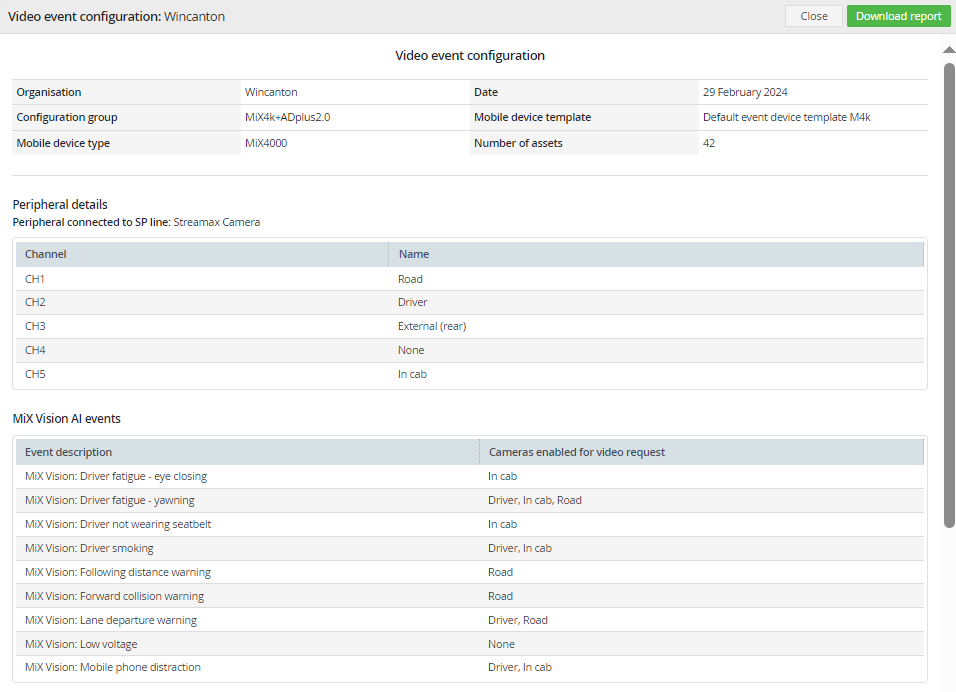 Video event configuration: Wincanton
Close
Download report
Video event configuration
Organisation Wincanton Date 29 February 2024
Configuration group MiX4k+ADplus2.0 Mobile device template Default event device template M4k
Mobile device type MiX4000 Number of assets 42
Peripheral details
Peripheral connected to SP line: Streamax Camera
Channel Name
CH1 Road
CH2 Driver
CH3 External (rear)
CH4 None
CH5 In cab
MiX Vision AI events
Event description Cameras enabled for video request
MiX Vision: Driver fatigue - eye closing In cab
MiX Vision: Driver fatigue - yawning Driver, In cab, Road
MiX Vision: Driver not wearing seatbelt In cab
MiX Vision: Driver smoking Driver, In cab
MiX Vision: Following distance warning Road
MiX Vision: Forward collision warning Road
MiX Vision: Lane departure warning Driver, Road
MiX Vision: Low voltage None
MiX Vision: Mobile phone distraction Driver, In cab